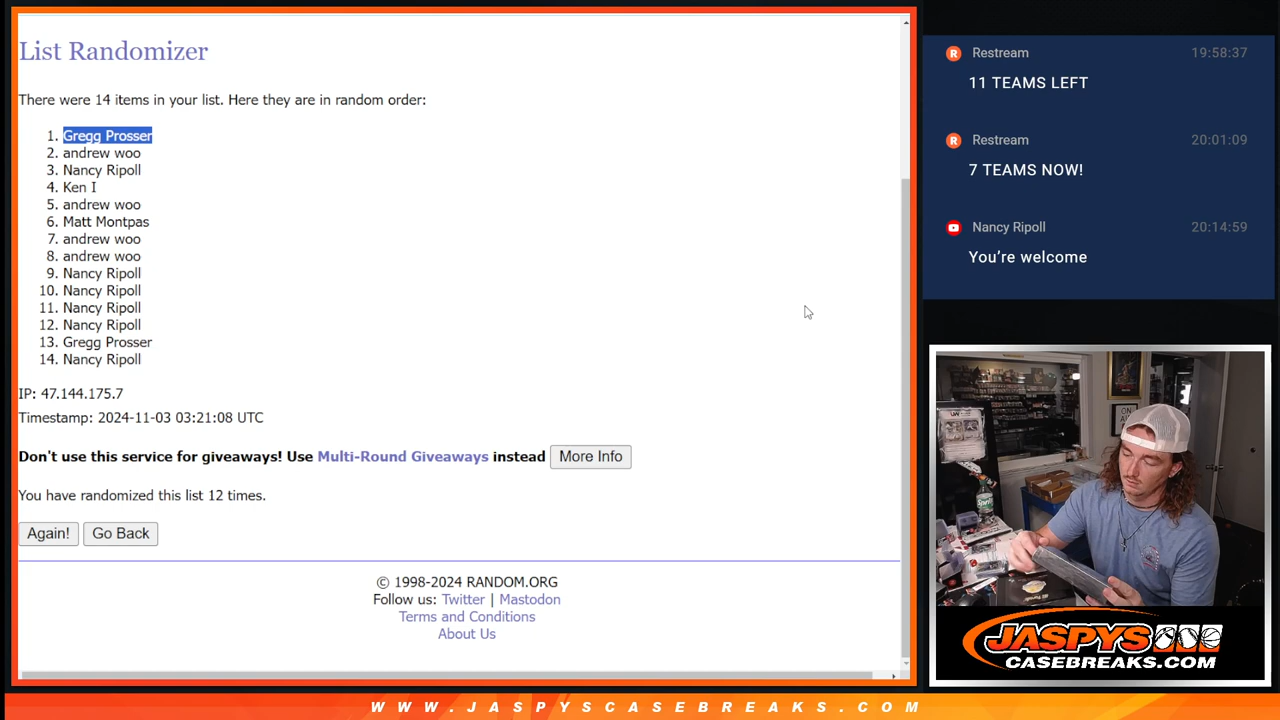 List Randomizer
There were 14 items in your list. Here they are in random order:
1. Gregg Prosser
2. andrew woo
3. Nancy Ripoll
4. Ken I
5. andrew woo
6. Matt Montpas
7. andrew woo
8. andrew woo
9. Nancy Ripoll
10. Nancy Ripoll
11. Nancy Ripoll
12. Nancy Ripoll
13. Gregg Prosser
14. Nancy Ripoll
IP: 47.144.175.7
Timestamp: 2024-11-03 03:21:08 UTC
Don't use this service for giveaways! Use Multi-Round Giveaways instead More Info
You have randomized this list 12 times.
Again! Go Back
© 1998-2024 RANDOM.ORG
Follow us: Twitter | Mastodon
Terms and Conditions
About Us
Restream 19:58:37
11 TEAMS LEFT
Restream 20:01:09
7 TEAMS NOW!
Nancy Ripoll 20:14:59
You're welcome
JASPYS
CASEBREAKS.COM
WWW.JASPYSCASEBREAKS.COM